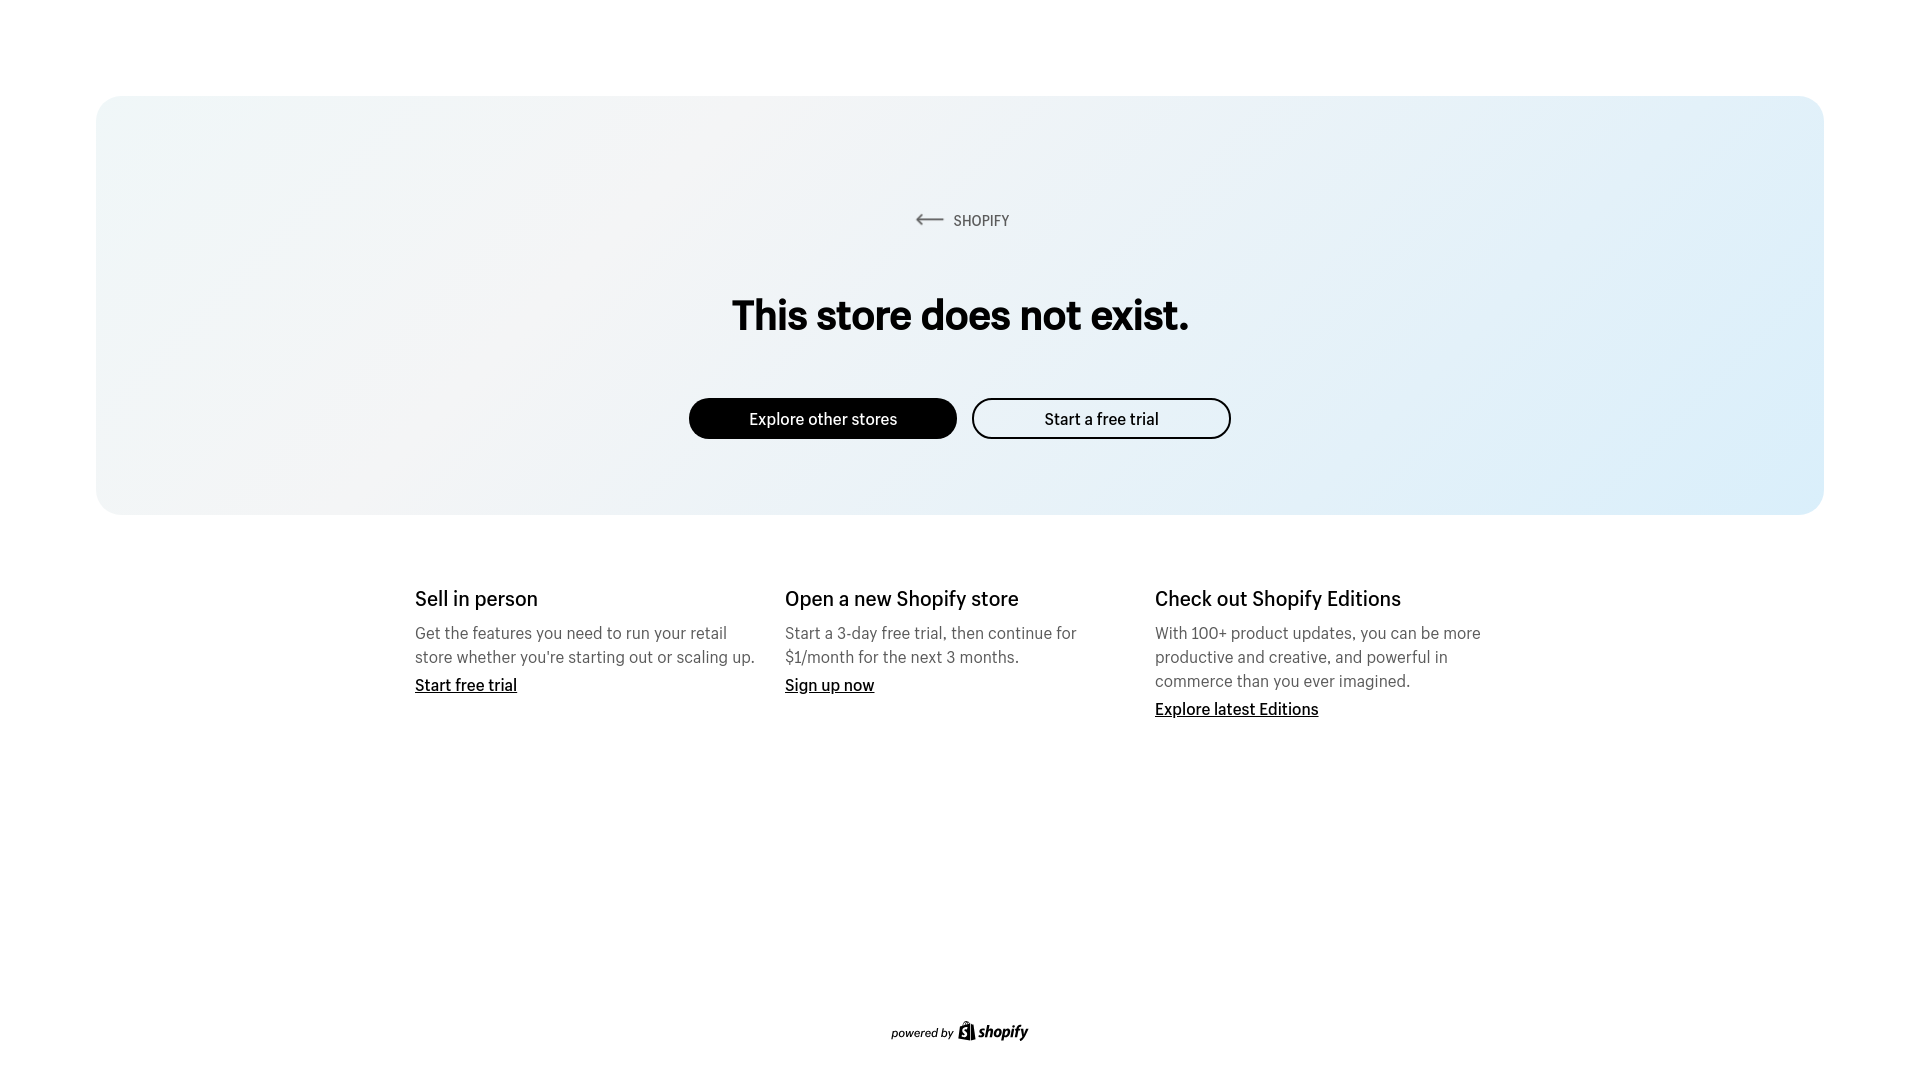 SHOPIFY
This store does not exist.
Explore other stores
Start a free trial
Sell in person
Get the features you need to run your retail
store whether you're starting out or scaling up.
Start free trial
Open a new Shopify store
Start a 3-day free trial, then continue for
$1/month for the next 3 months.
Sign up now
Check out Shopify Editions
With 100+ product updates, you can be more
productive and creative, and powerful in
commerce than you ever imagined.
Explore latest Editions
powered by shopify